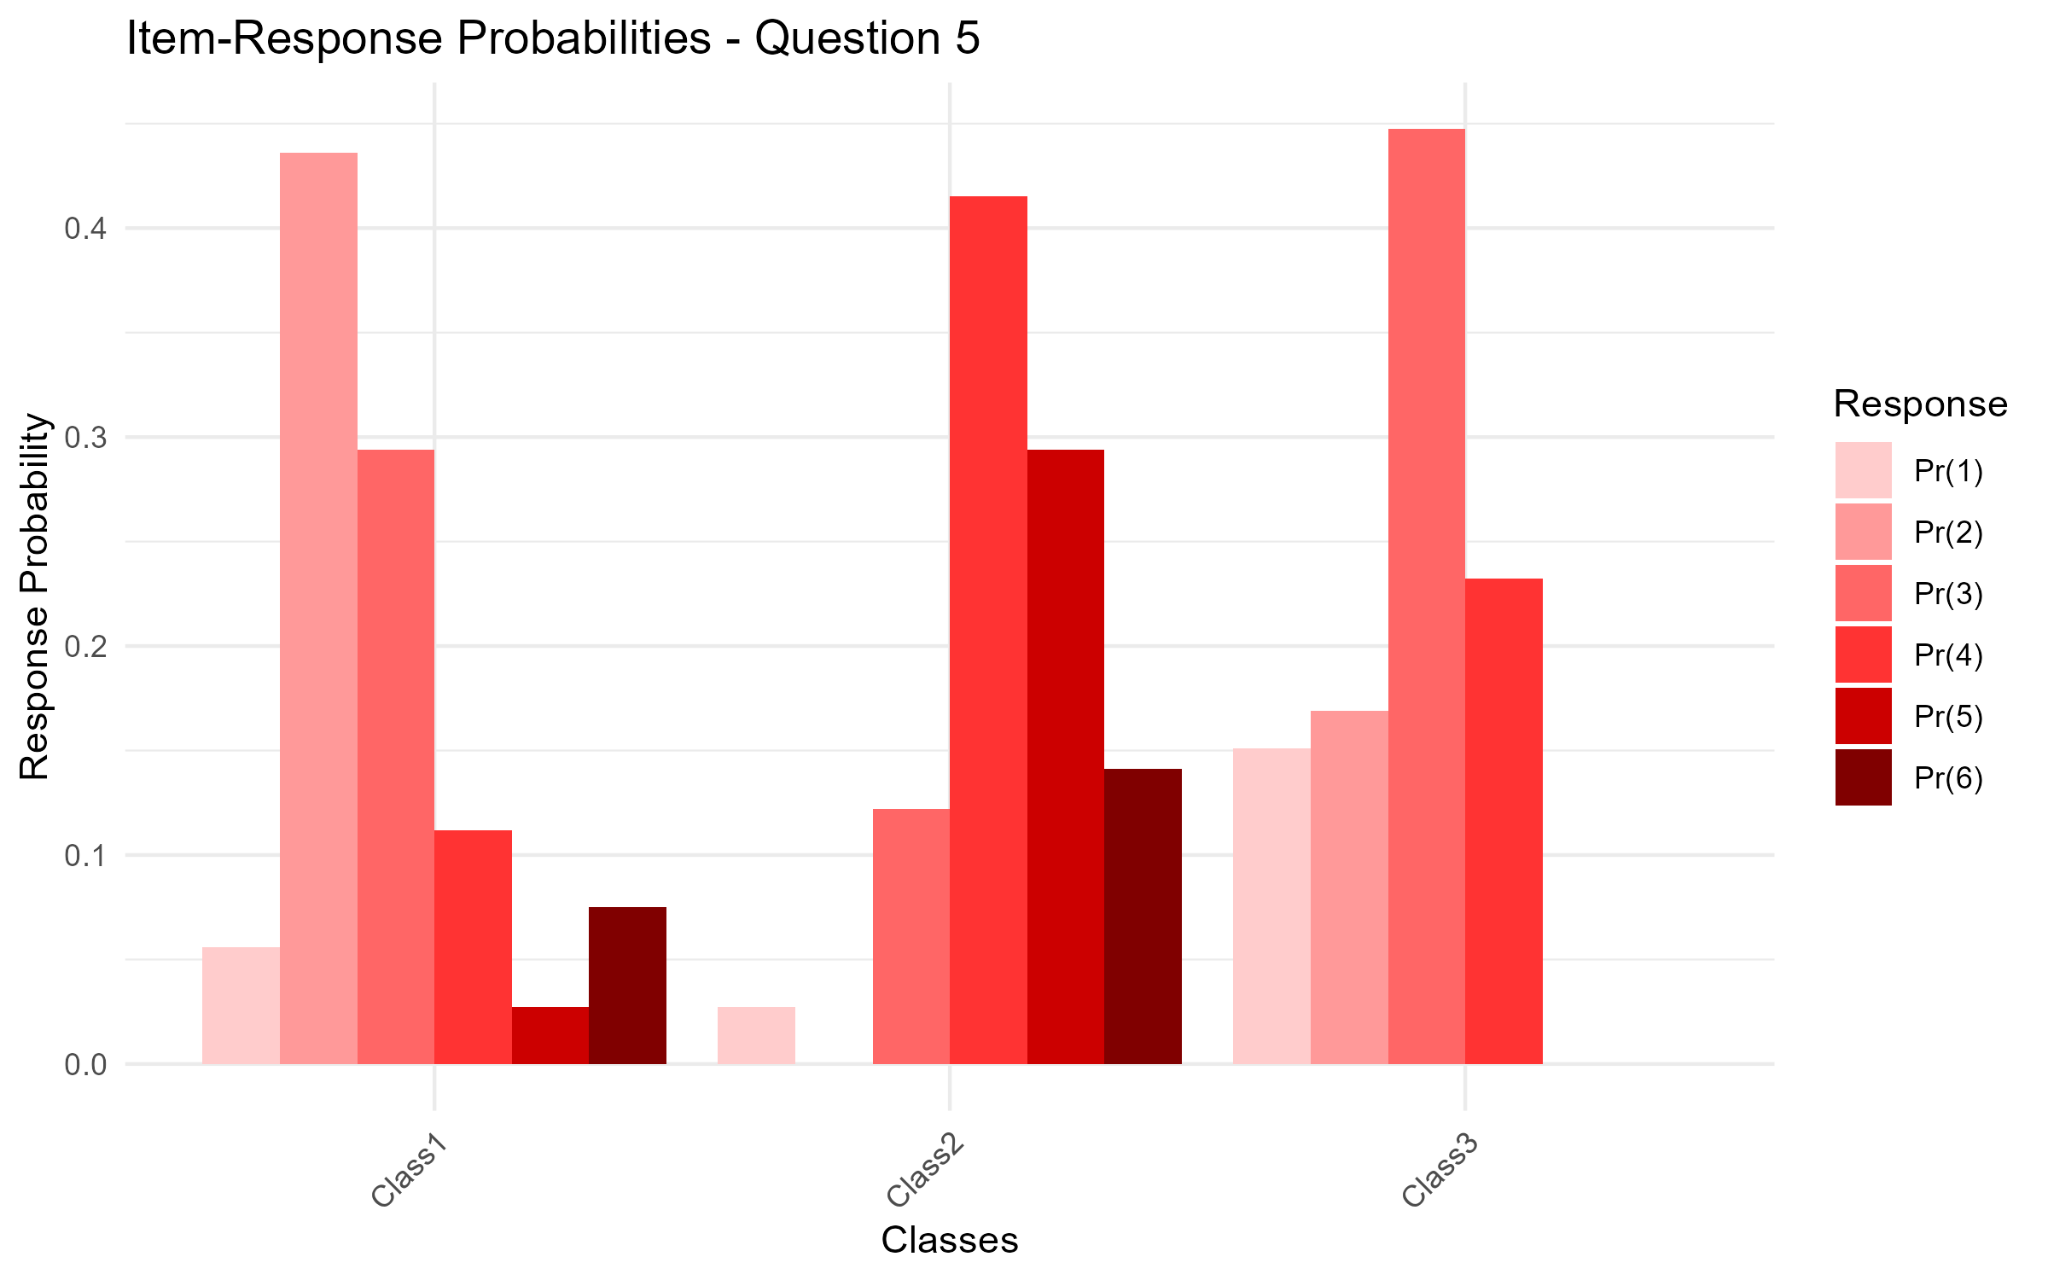 Item-Response Probabilities - Question 5
Response Probability
0.4
0.3
0.2
0.1
0.0
Class1
Class2
Class3
Classes
Response
Pr(1)
Pr(2)
Pr(3)
Pr(4)
Pr(5)
Pr(6)